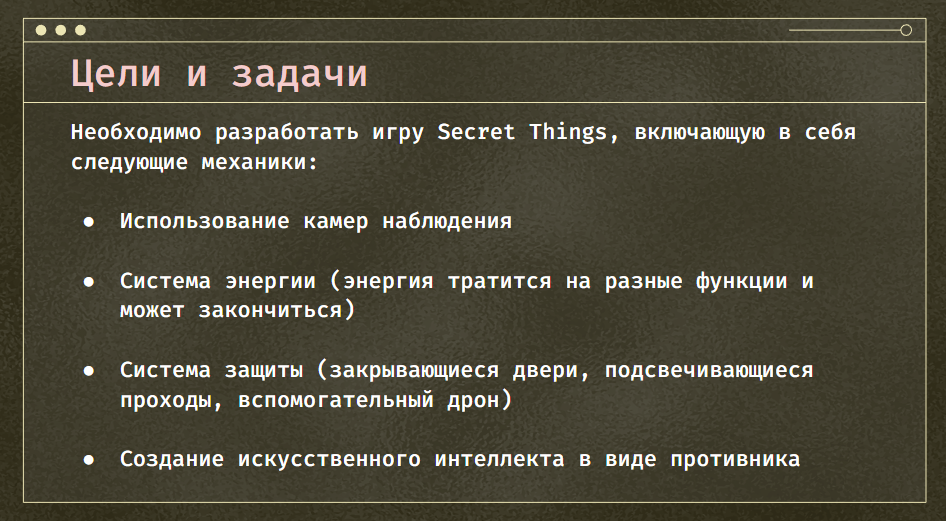 Цели и задачи
Необходимо разработать игру Secret Things, включающую в себя
следующие механики:
● Использование камер наблюдения
● Система энергии (энергия тратится на разные функции и
может закончиться)
● Система защиты (закрывающиеся двери, подсвечивающиеся
проходы, вспомогательный дрон)
● Создание искусственного интеллекта в виде противника